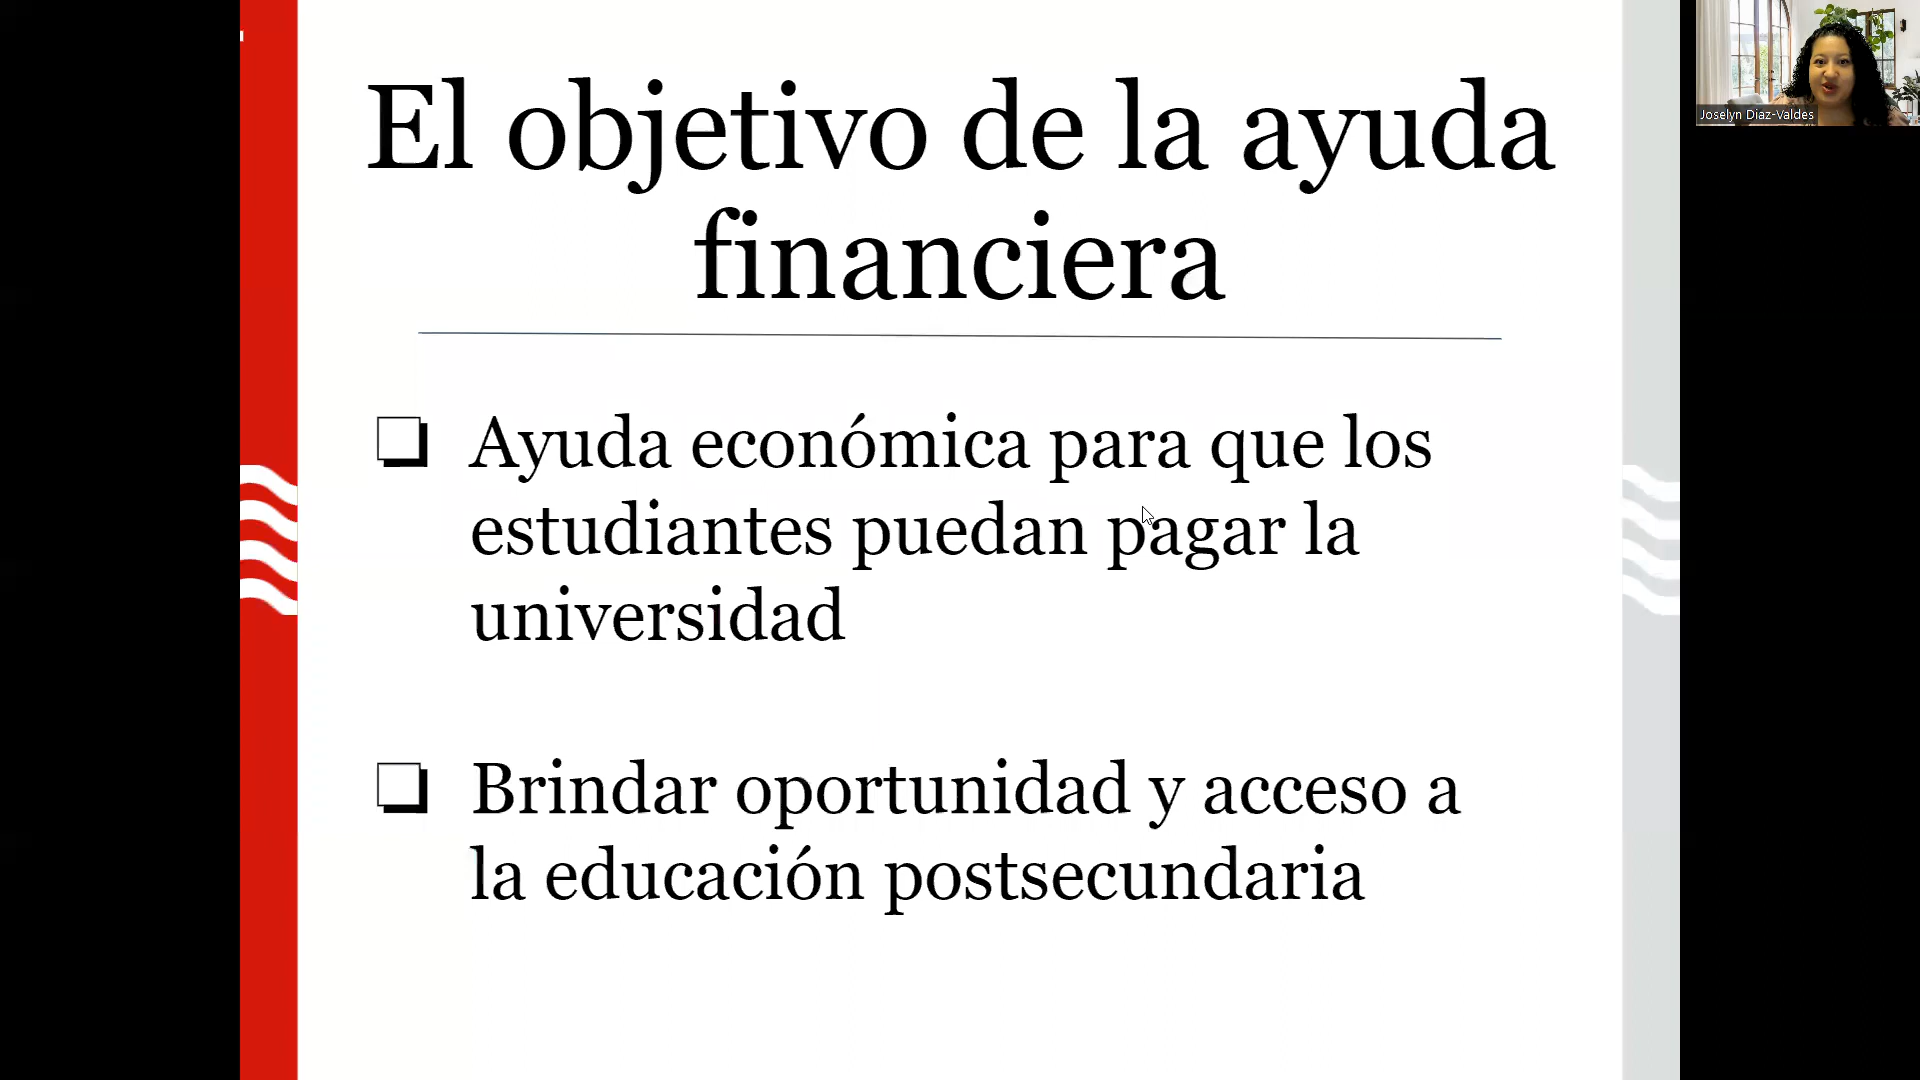 El objetivo de la ayuda
financiera
Ayuda económica para que los
estudiantes puedan pagar la
universidad
Brindar oportunidad y acceso a
la educación postsecundaria
Joselyn Diaz-Valdes